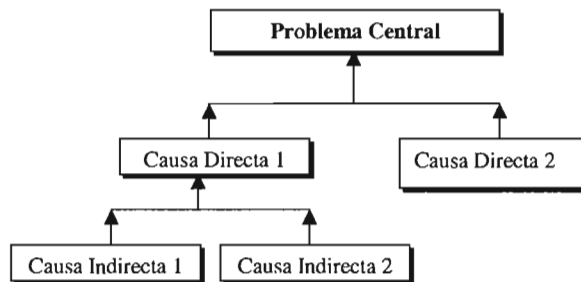 Problema Central
Causa Directa 1
Causa Directa 2
Causa Indirecta 1
Causa Indirecta 2